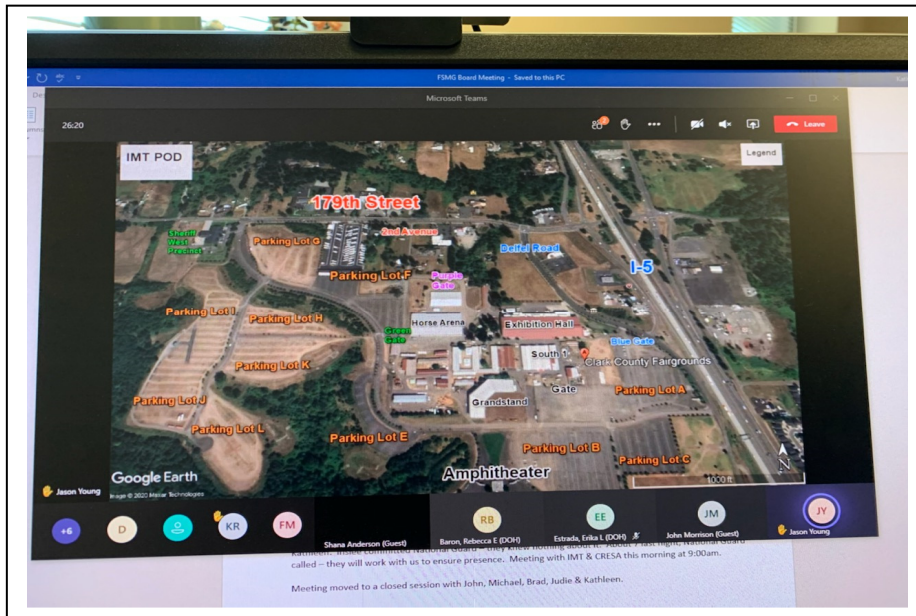 FSMG Board Meeting - Saved to this PC
Microsoft Teams
26:20
2
Leave
IMT POD
Legend
179th Street
2nd Avenue
Sheriff
West
Precinct
Parking Lot G
Delfel Road
I-5
Parking Lot F
Purple
Gate
Parking Lot I
Parking Lot H
Green
Gate
Horse Arena
Exhibition Hall
Blue Gate
Parking Lot K
South 1
Clark County Fairgrounds
Gate
Parking Lot A
Grandstand
Parking Lot J
Parking Lot L
Parking Lot E
Parking Lot B
Parking Lot C
Amphitheater
Google Earth
1000 ft
N
Jason Young
Image © 2020 Maxar Technologies
+6
D
KR
FM
Shana Anderson (Guest)
RB
Baron, Rebecca E (DOH)
EE
Estrada, Erika L (DOH)
JM
John Morrison (Guest)
JY
Jason Young
called – they will work with us to ensure presence. Meeting with IMT & CRESA this morning at 9:00am.
Meeting moved to a closed session with John, Michael, Brad, Judie & Kathleen.